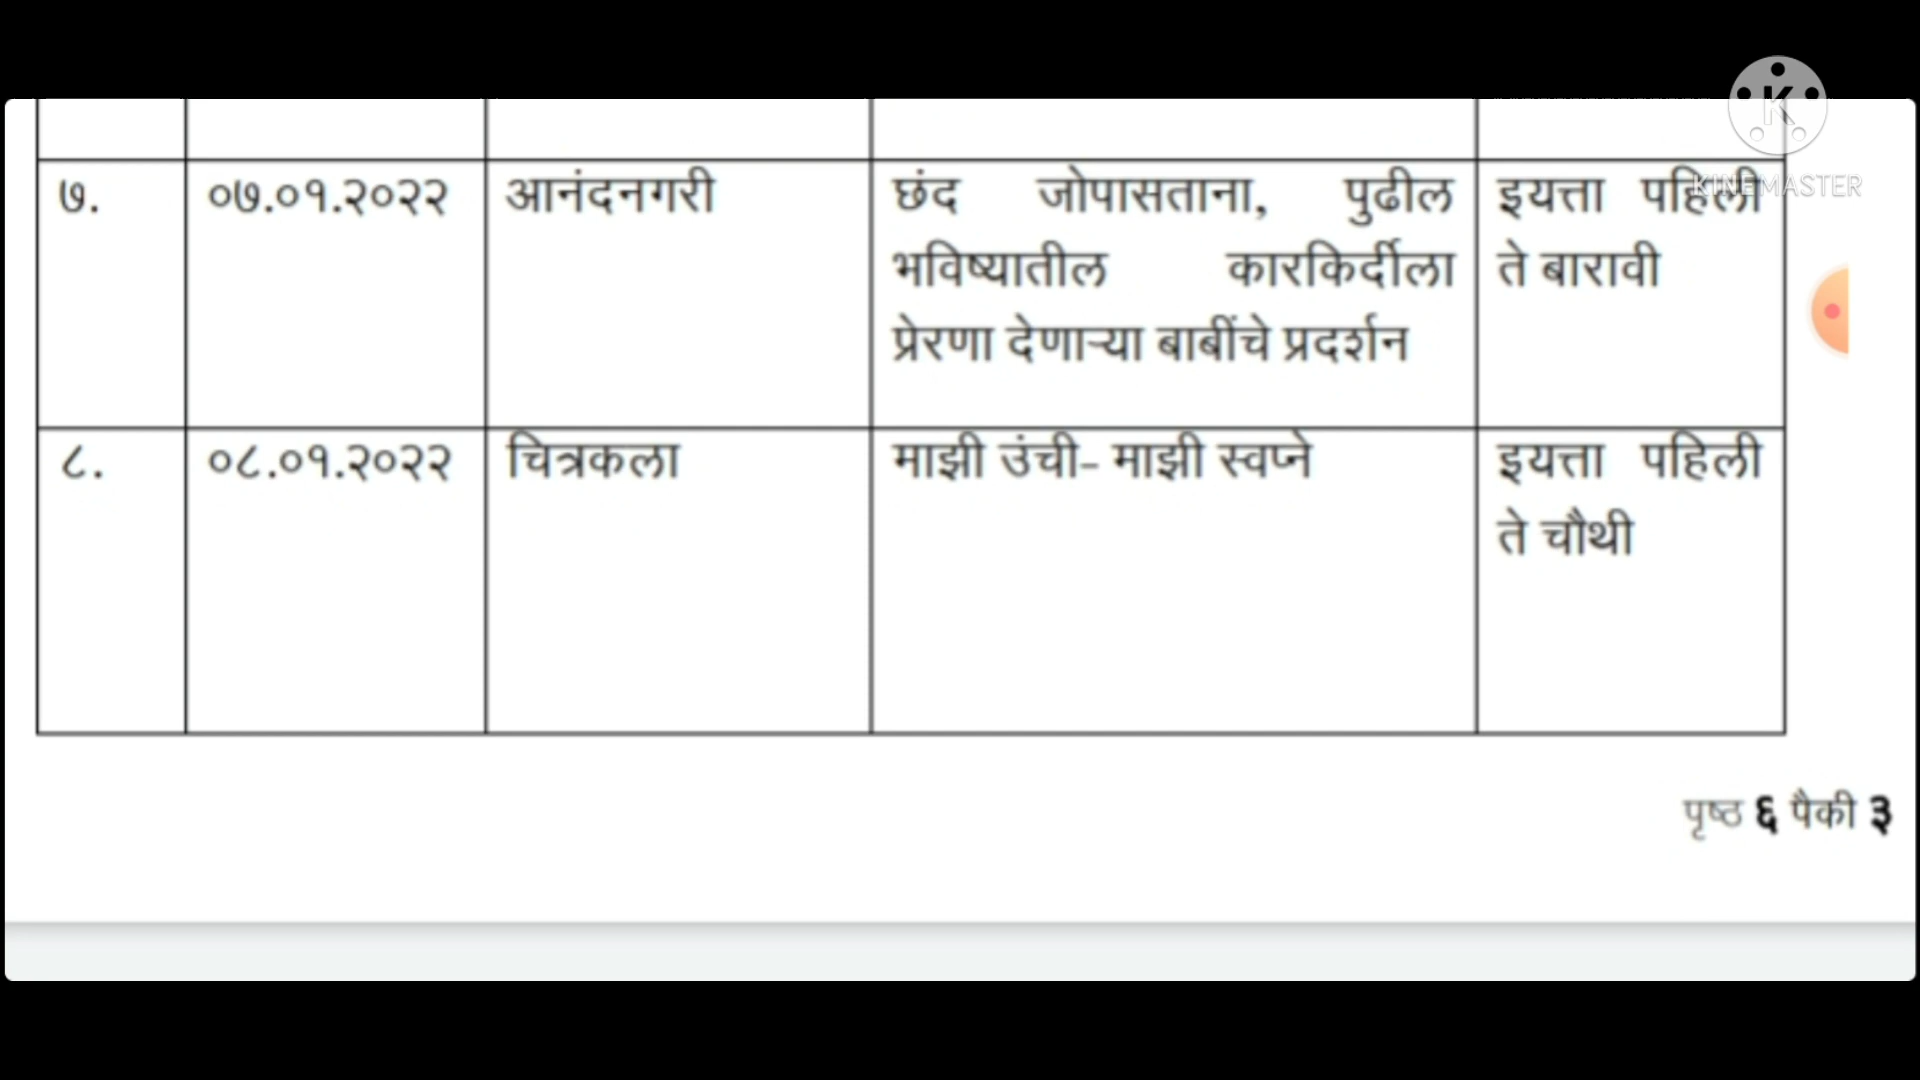 K
KINEMASTER
७. ०७.०१.२०२२ आनंदनगरी छंद जोपासताना, पुढील इयत्ता पहिली
भविष्यातील कारकिर्दीला ते बारावी
प्रेरणा देणाऱ्या बाबींचे प्रदर्शन
८. ०८.०१.२०२२ चित्रकला माझी उंची- माझी स्वप्ने इयत्ता पहिली
ते चौथी
पृष्ठ ६ पैकी ३